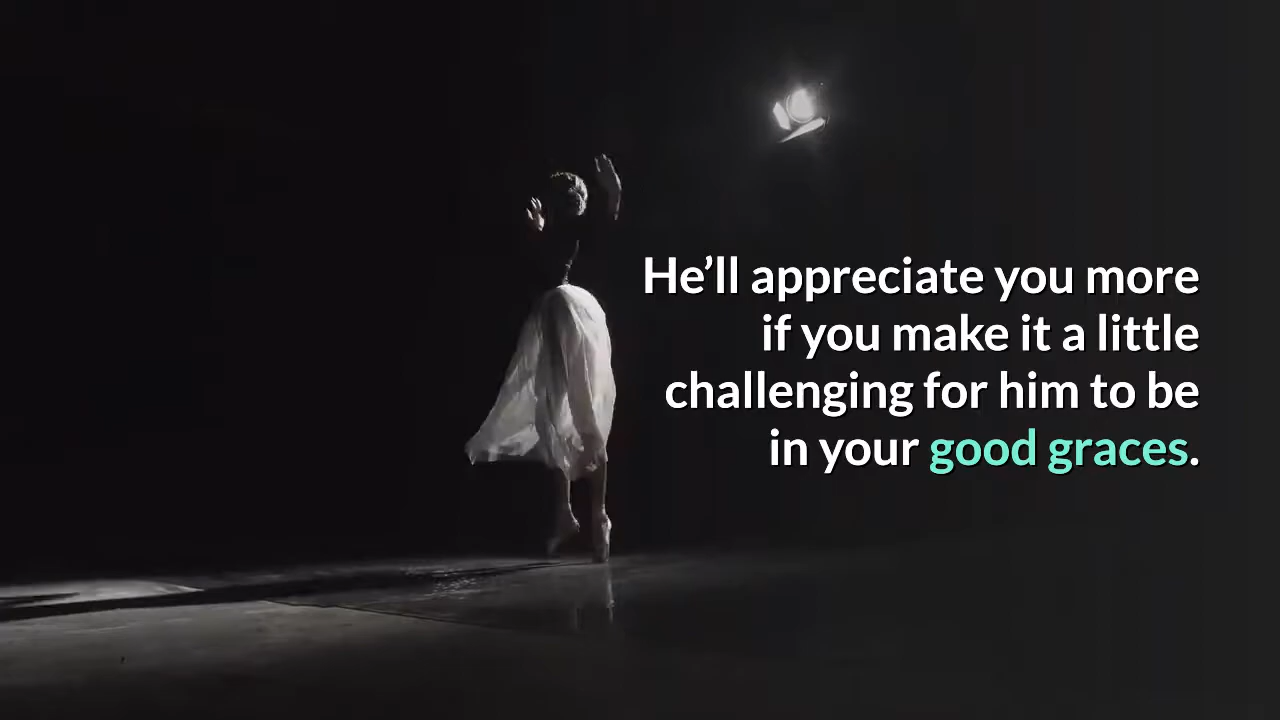 He’ll appreciate you more
if you make it a little
challenging for him to be
in your good graces.